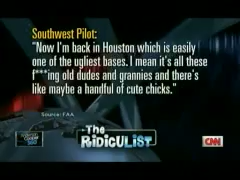 Southwest Pilot:
"Now I'm back in Houston which is easily
one of the ugliest bases. I mean it's all these
f***ing old dudes and grannies and there's
like maybe a handful of cute chicks."
Source: FAA
The
RiDicULiST
CNN